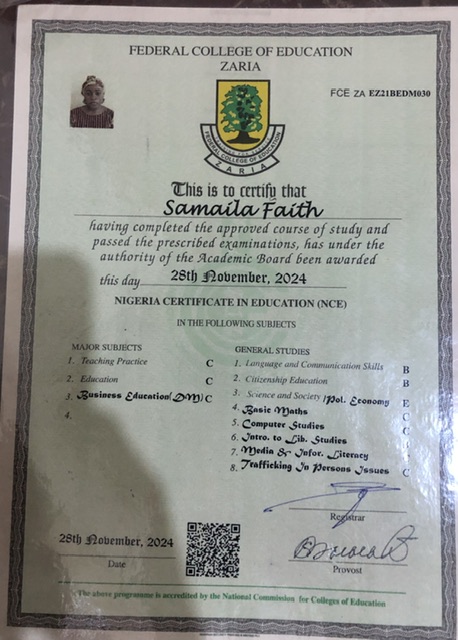 FEDERAL COLLEGE OF EDUCATION
ZARIA
FCE ZA EZ21BEDM030
FEDERAL COLLEGE OF EDUCATION
ZARIA
This is to certify that
Samaila Faith
having completed the approved course of study and
passed the prescribed examinations, has under the
authority of the Academic Board been awarded
this day 28th November, 2024
NIGERIA CERTIFICATE IN EDUCATION (NCE)
IN THE FOLLOWING SUBJECTS
MAJOR SUBJECTS
1. Teaching Practice C
2. Education C
3. Business Education(DM) C
4.
GENERAL STUDIES
1. Language and Communication Skills B
2. Citizenship Education B
3. Science and Society /Pol. Economy E
4. Basic Maths C
5. Computer Studies
6. Intro. to Lib. Studies
7. Media & Infor. Literacy
8. Trafficking In Persons Issues C
Registrar
28th November, 2024
Date
Provost
The above programme is accredited by the National Commission for Colleges of Education